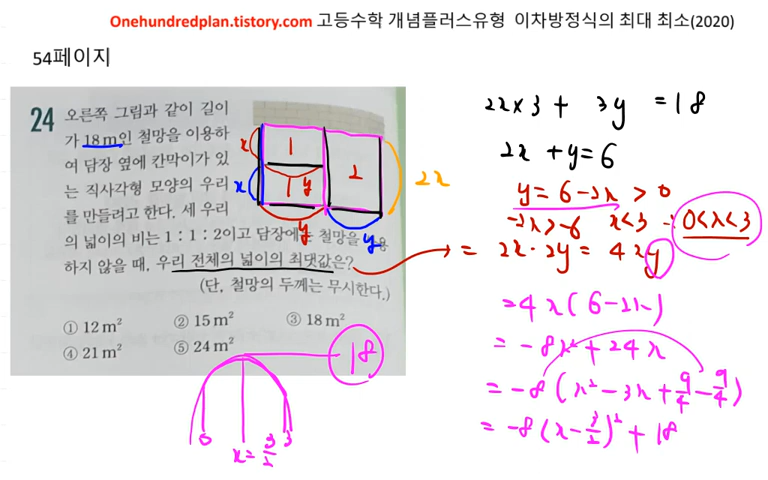 Onehundredplan.tistory.com 고등수학 개념플러스유형 이차방정식의 최대 최소(2020)
54페이지
24 오른쪽 그림과 같이 길이
가 18 m인 철망을 이용하
여 담장 옆에 칸막이가 있
는 직사각형 모양의 우리
를 만들려고 한다. 세 우리
의 넓이의 비는 1 : 1 : 2이고 담장에는 철망을 사용
하지 않을 때, 우리 전체의 넓이의 최댓값은?
(단, 철망의 두께는 무시한다.)
① 12 m² ② 15 m² ③ 18 m²
④ 21 m² ⑤ 24 m²
x 1
x 1 y 2 2x
y y
2x×3 + 3y = 18
2x + y = 6
y = 6 - 2x > 0
-2x > -6 x < 3 0 < x < 3
= 2x · 2y = 4xy
= 4x(6 - 2x)
= -8x² + 24x
= -8(x² - 3x + 9/4 - 9/4)
= -8(x - 3/2)² + 18
18
0 3
x = 3/2